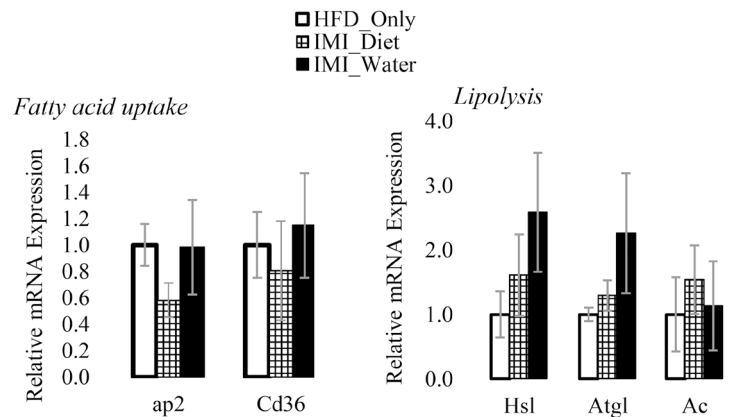 HFD_Only
IMI_Diet
IMI_Water
Fatty acid uptake
Relative mRNA Expression
1.8
1.6
1.4
1.2
1.0
0.8
0.6
0.4
0.2
0.0
ap2 Cd36
Lipolysis
Relative mRNA Expression
4.0
3.0
2.0
1.0
0.0
Hsl Atgl Ac